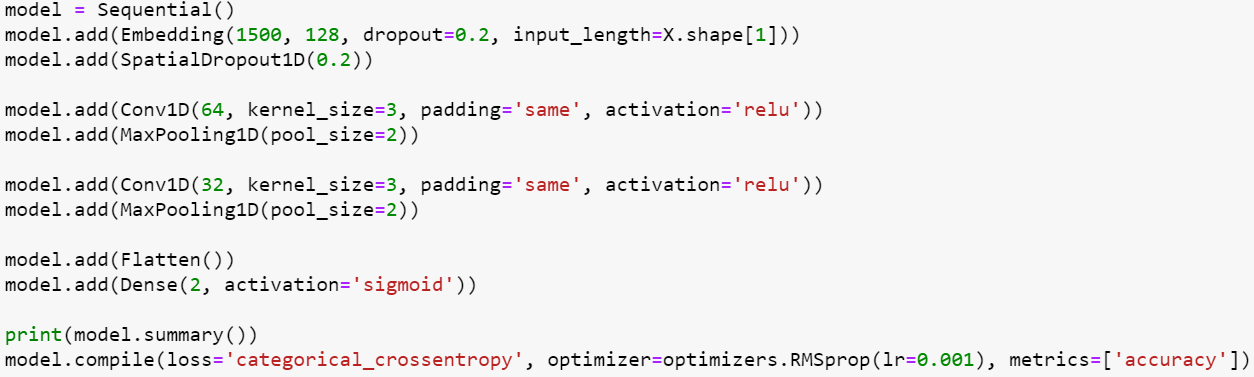 model = Sequential()
model.add(Embedding(1500, 128, dropout=0.2, input_length=X.shape[1]))
model.add(SpatialDropout1D(0.2))
model.add(Conv1D(64, kernel_size=3, padding='same', activation='relu'))
model.add(MaxPooling1D(pool_size=2))
model.add(Conv1D(32, kernel_size=3, padding='same', activation='relu'))
model.add(MaxPooling1D(pool_size=2))
model.add(Flatten())
model.add(Dense(2, activation='sigmoid'))
print(model.summary())
model.compile(loss='categorical_crossentropy', optimizer=optimizers.RMSprop(lr=0.001), metrics=['accuracy'])